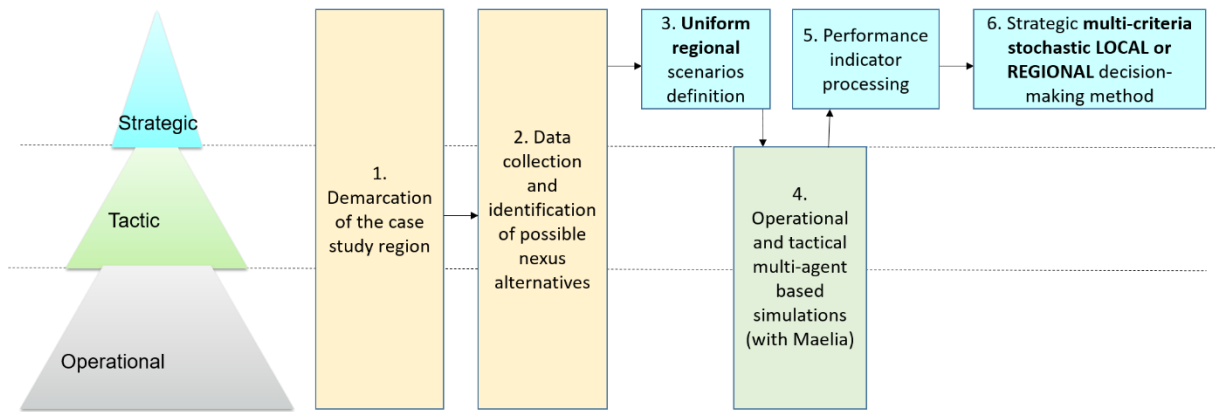 Strategic
Tactic
Operational
1.
Demarcation
of the case
study region
2. Data
collection
and
identification
of possible
nexus
alternatives
3. Uniform
regional
scenarios
definition
4.
Operational
and tactical
multi-agent
based
simulations
(with Maelia)
5. Performance
indicator
processing
6. Strategic multi-criteria
stochastic LOCAL or
REGIONAL decision-
making method